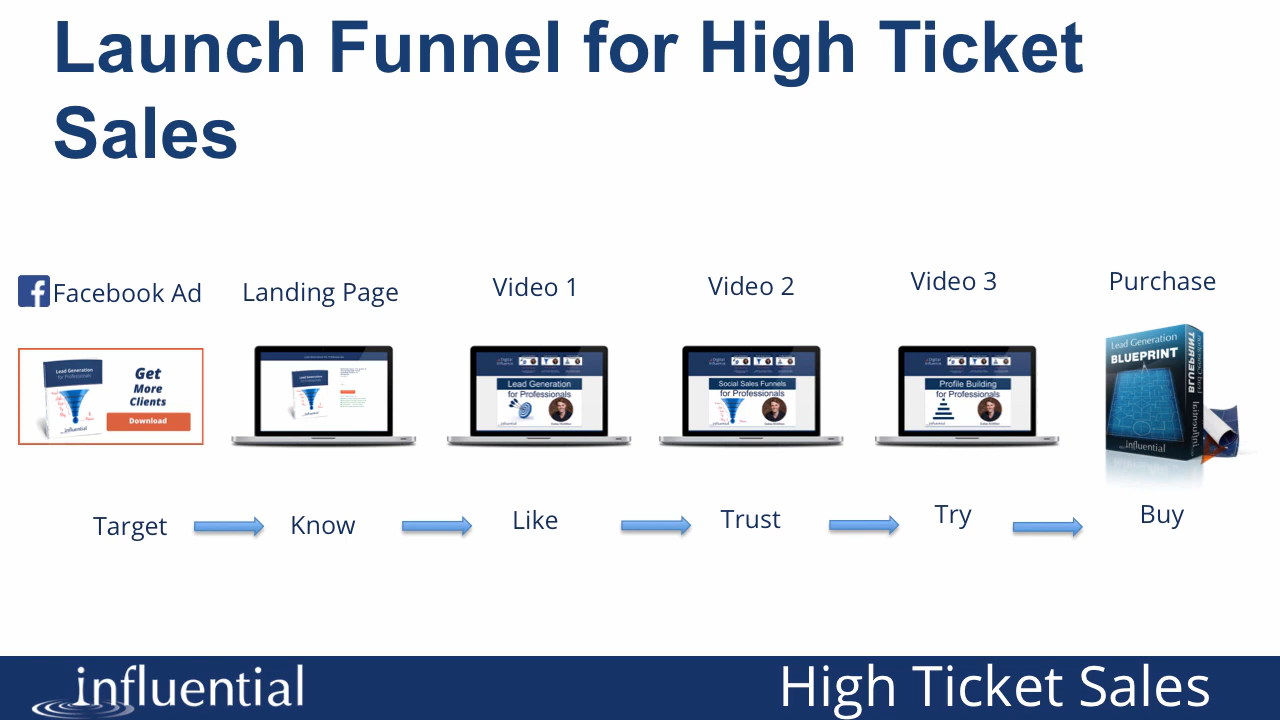 Launch Funnel for High Ticket
Sales
Facebook Ad
Landing Page
Video 1
Video 2
Video 3
Purchase
Lead Generation
for Professionals
Get
More
Clients
Download
influential
Lead Generation
for Professionals
Social Sales Funnels
for Professionals
Profile Building
for Professionals
Lead Generation
BLUEPRINT
BLUEPRINT
influential
Target
Know
Like
Trust
Try
Buy
influential
High Ticket Sales